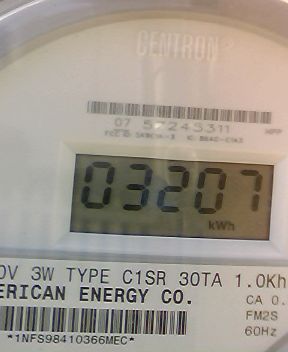 CENTRON
07 57245311
03207
kWh
0V 3W TYPE C1SR 30TA 1.0Kh
ERICAN ENERGY CO.
CA 0.
FM2S
60Hz
*1NFS98410366MEC*